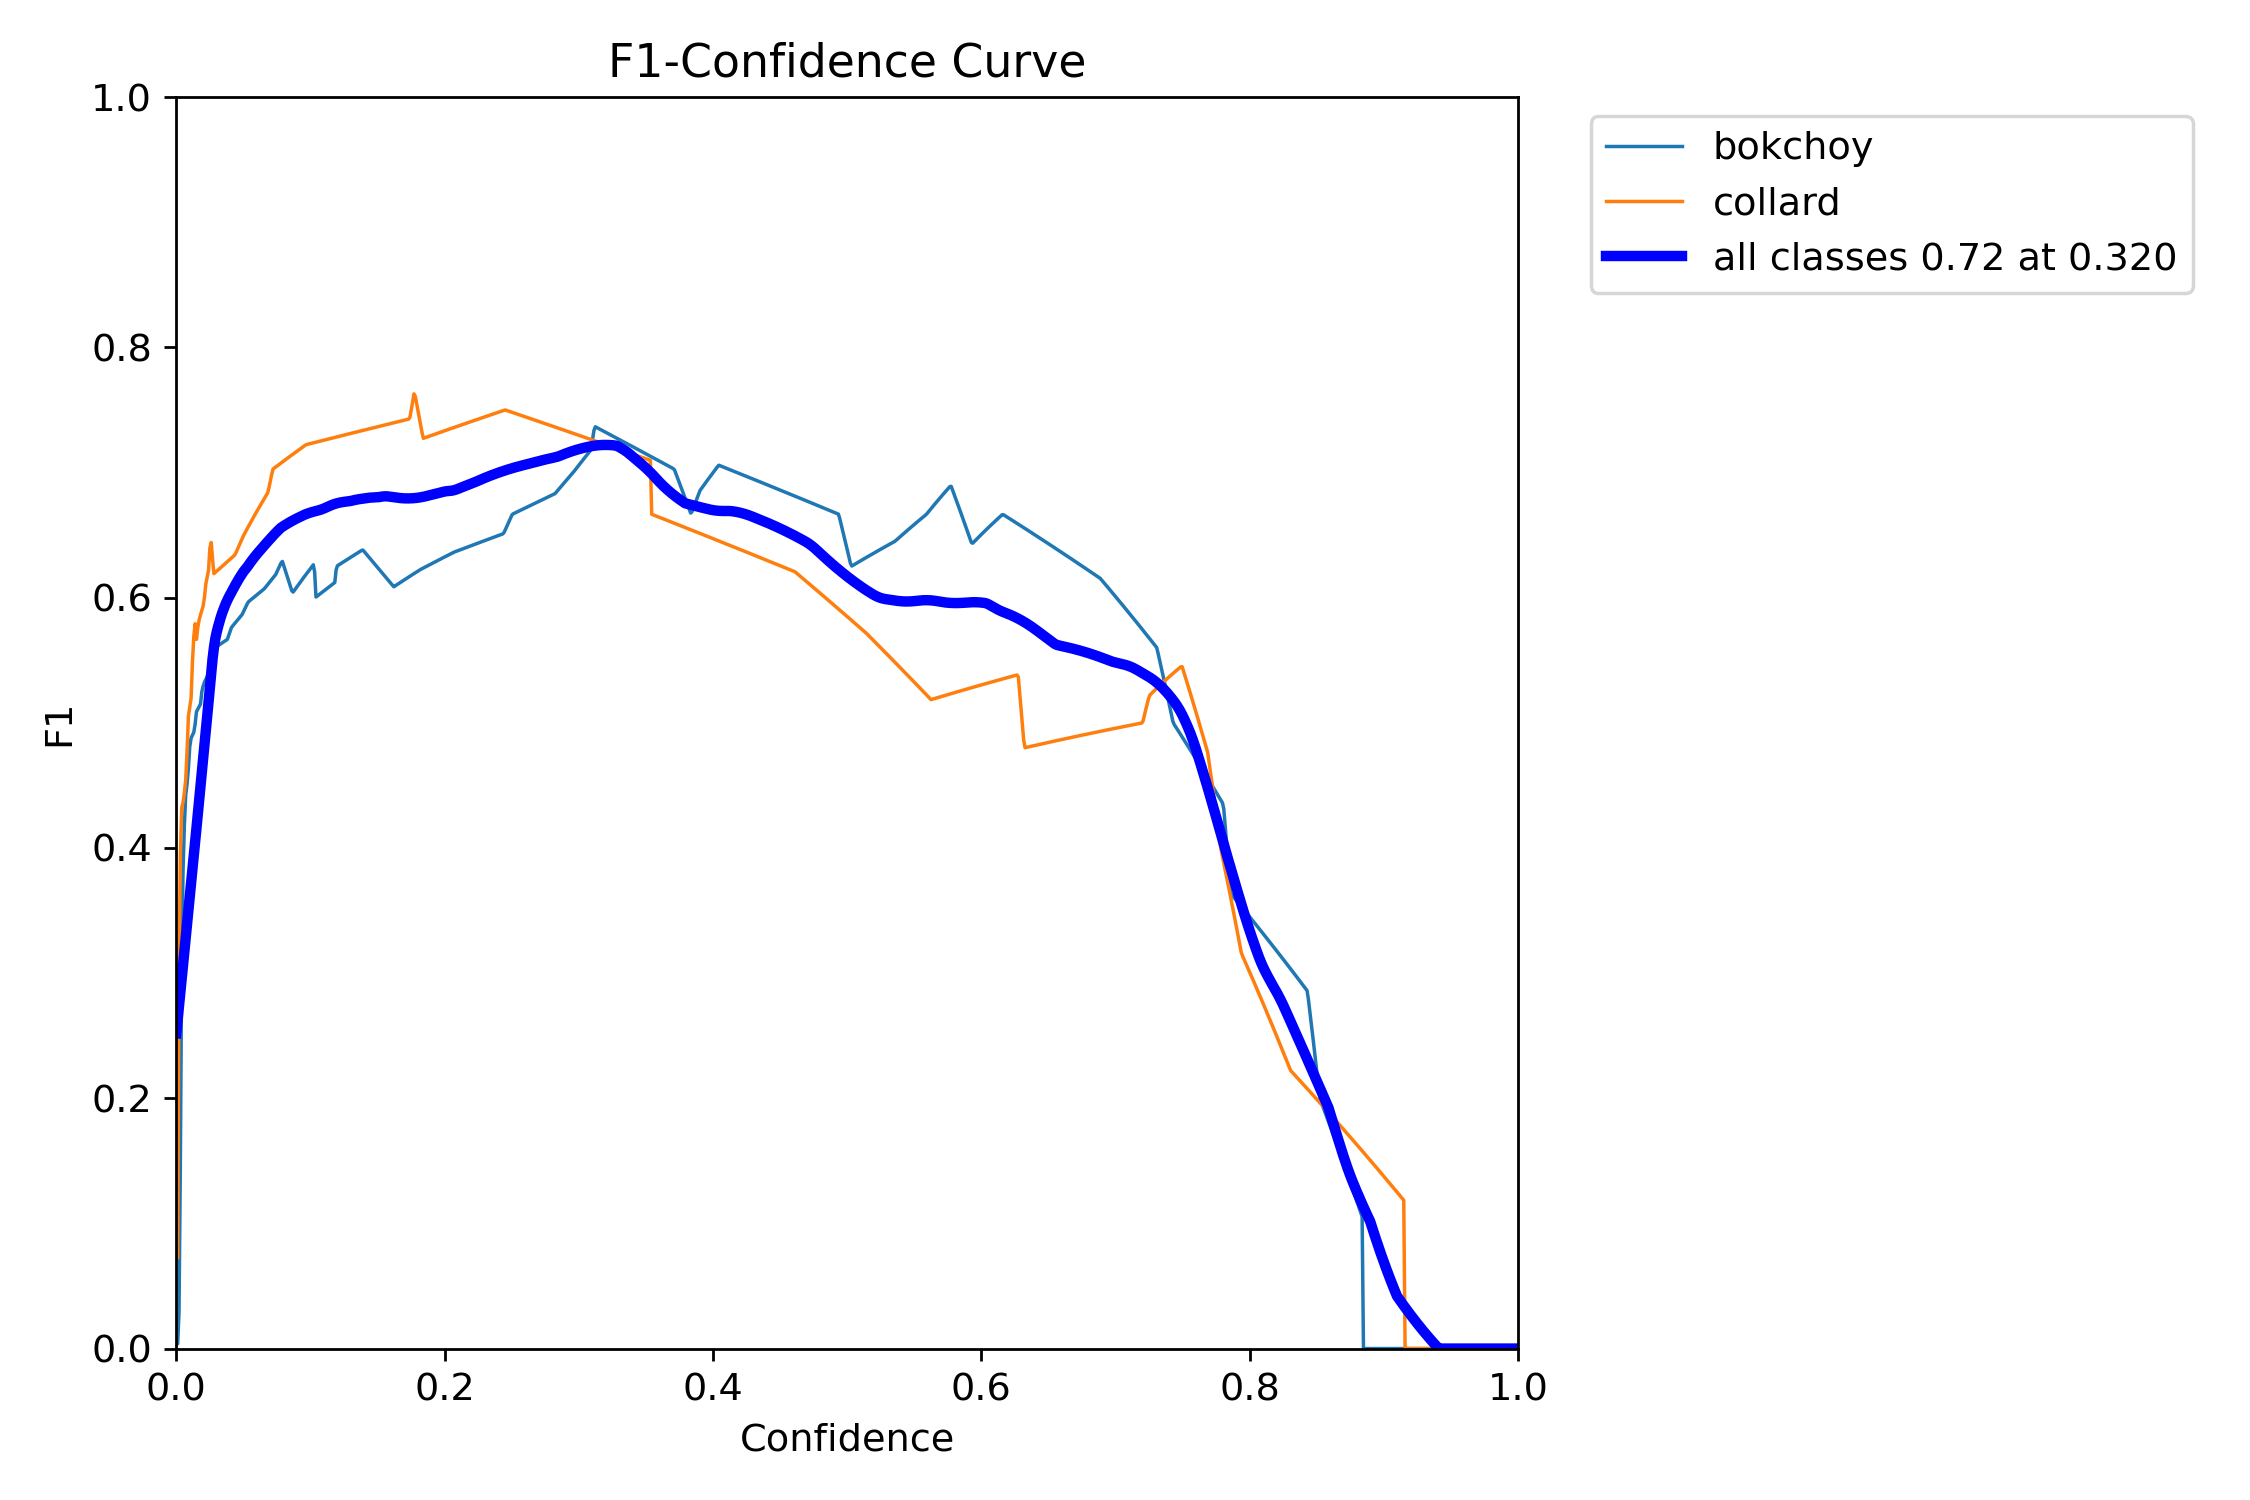 F1-Confidence Curve
1.0
0.8
0.6
0.4
0.2
0.0
F1
0.0 0.2 0.4 0.6 0.8 1.0
Confidence
bokchoy
collard
all classes 0.72 at 0.320